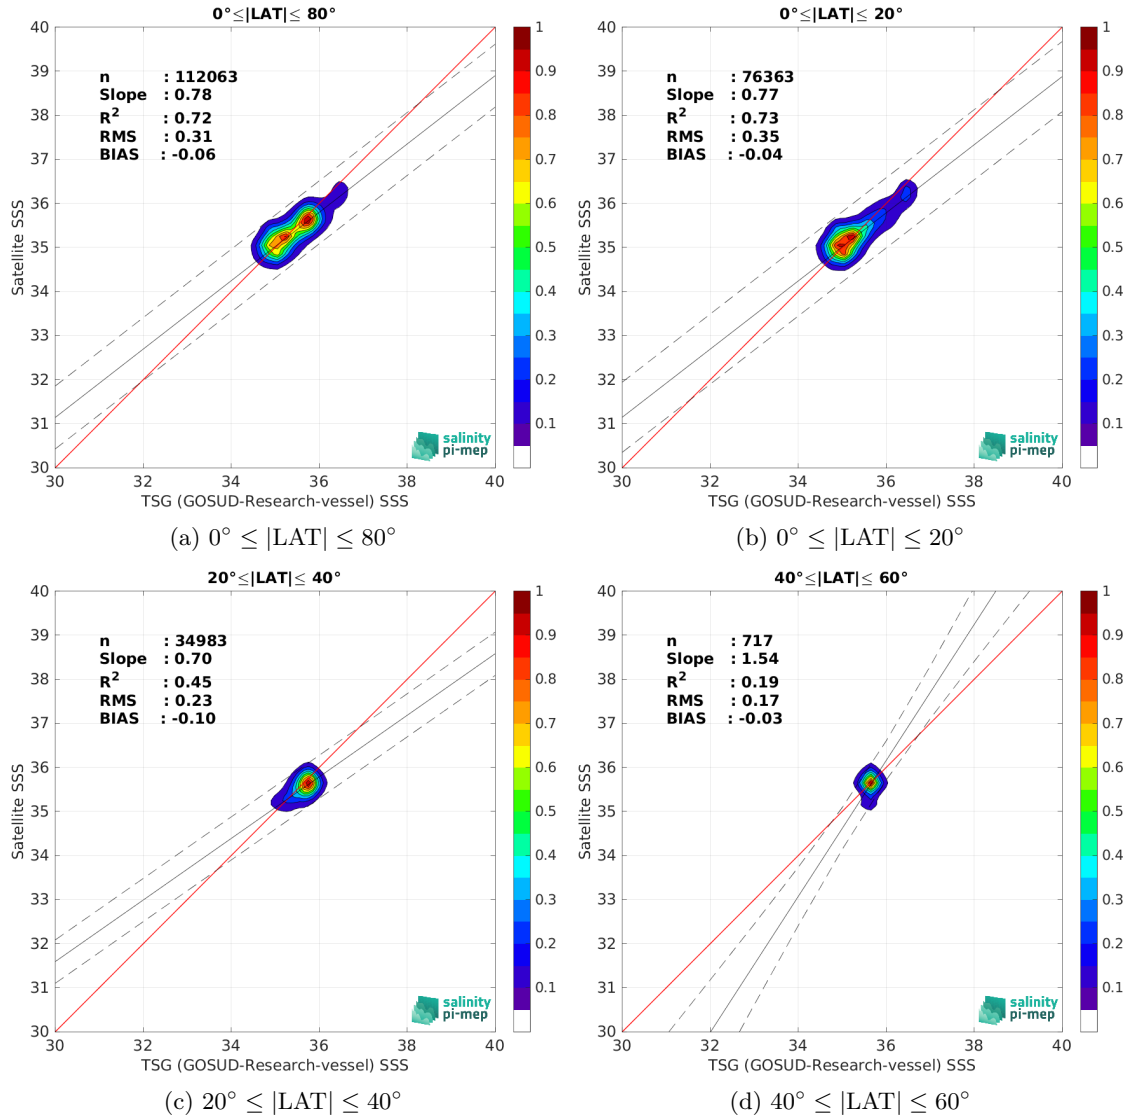 0°≤|LAT|≤ 80°
40
39
38
37
36
35
34
33
32
31
30
Satellite SSS
n : 112063
Slope : 0.78
R² : 0.72
RMS : 0.31
BIAS : -0.06
salinity
pi-mep
30 32 34 36 38 40
TSG (GOSUD-Research-vessel) SSS
1
0.9
0.8
0.7
0.6
0.5
0.4
0.3
0.2
0.1
(a) 0° ≤ |LAT| ≤ 80°
0°≤|LAT|≤ 20°
40
39
38
37
36
35
34
33
32
31
30
Satellite SSS
n : 76363
Slope : 0.77
R² : 0.73
RMS : 0.35
BIAS : -0.04
salinity
pi-mep
30 32 34 36 38 40
TSG (GOSUD-Research-vessel) SSS
1
0.9
0.8
0.7
0.6
0.5
0.4
0.3
0.2
0.1
(b) 0° ≤ |LAT| ≤ 20°
20°≤|LAT|≤ 40°
40
39
38
37
36
35
34
33
32
31
30
Satellite SSS
n : 34983
Slope : 0.70
R² : 0.45
RMS : 0.23
BIAS : -0.10
salinity
pi-mep
30 32 34 36 38 40
TSG (GOSUD-Research-vessel) SSS
1
0.9
0.8
0.7
0.6
0.5
0.4
0.3
0.2
0.1
(c) 20° ≤ |LAT| ≤ 40°
40°≤|LAT|≤ 60°
40
39
38
37
36
35
34
33
32
31
30
Satellite SSS
n : 717
Slope : 1.54
R² : 0.19
RMS : 0.17
BIAS : -0.03
salinity
pi-mep
30 32 34 36 38 40
TSG (GOSUD-Research-vessel) SSS
1
0.9
0.8
0.7
0.6
0.5
0.4
0.3
0.2
0.1
(d) 40° ≤ |LAT| ≤ 60°